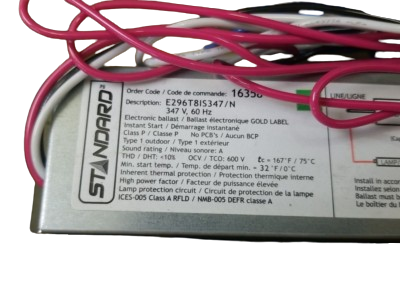 STANDARD
Order Code / Code de commande: 16358
Description: E296T8IS347/N
347 V, 60 Hz
Electronic ballast / Ballast électronique GOLD LABEL
Instant Start / Démarrage instantané
Class P / Classe P No PCB's / Aucun BCP
Type 1 outdoor / Type 1 extérieur
Sound rating / Niveau sonore: A
THD / DHT: <10% OCV / TCO: 600 V tc = 167°F / 75°C
Min. start temp. / Temp. de démarrage min. = 32°F/0°C
Inherent thermal protection / Protection thermique interne
High power factor / Facteur de puissance élevée
Lamp protection circuit / Circuit de protection de la lampe
ICES-005 Class A RFLD / NMB-005 DEFR classe A
LINE/LIGNE
LAMP
Install in accor
Installez selon
Ballast must b
Le boîtier du b